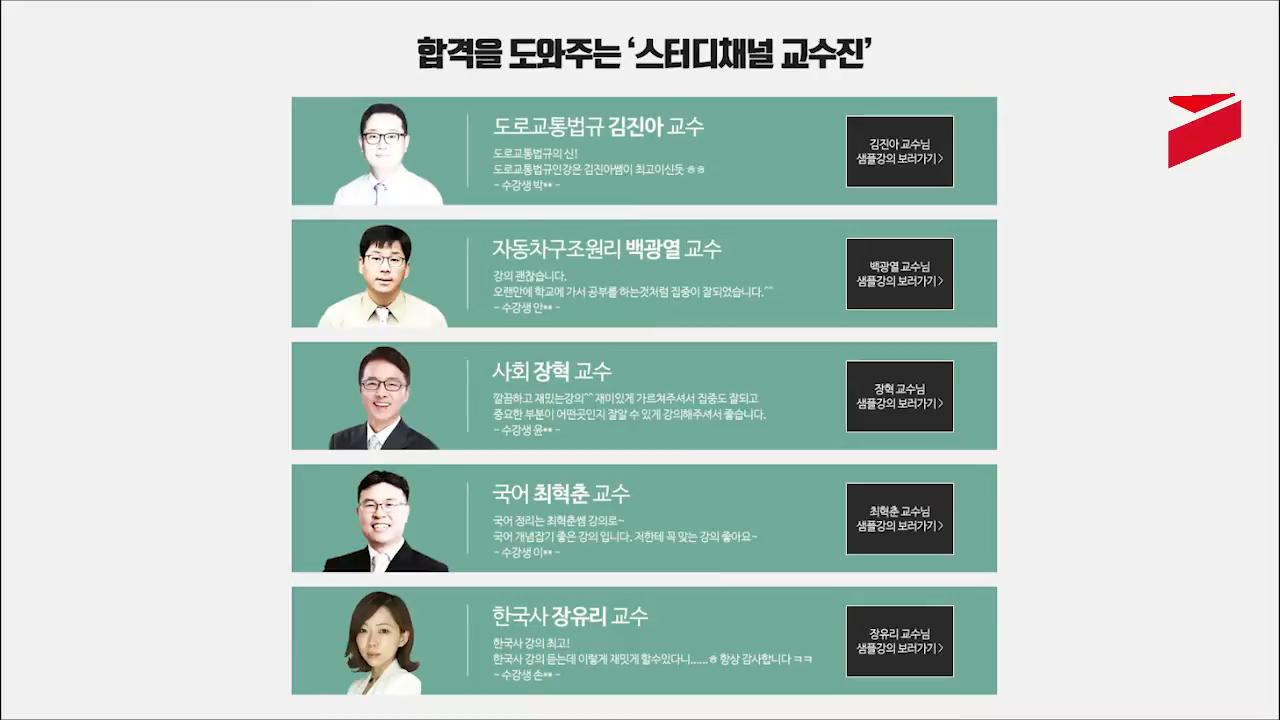 합격을 도와주는 ‘스터디채널 교수진’
도로교통법규 김진아 교수
도로교통법규의 신!
도로교통법규인강은 김진아쌤이 최고이신듯 ㅎㅎ
- 수강생 박** -
김진아 교수님
샘플강의 보러가기 >
자동차구조원리 백광열 교수
강의 괜찮습니다.
오랜만에 학교에 가서 공부를 하는것처럼 집중이 잘되었습니다.^^
- 수강생 안** -
백광열 교수님
샘플강의 보러가기 >
사회 장혁 교수
깔끔하고 재밌는강의^^ 재미있게 가르쳐주셔서 집중도 잘되고
중요한 부분이 어떤곳인지 잘알 수 있게 강의해주셔서 좋습니다.
- 수강생 윤** -
장혁 교수님
샘플강의 보러가기 >
국어 최혁춘 교수
국어 정리는 최혁춘쌤 강의로~
국어 개념잡기 좋은 강의 입니다. 저한테 꼭 맞는 강의 좋아요~
- 수강생 이** -
최혁춘 교수님
샘플강의 보러가기 >
한국사 장유리 교수
한국사 강의 최고!
한국사 강의 듣는데 이렇게 재밋게 할수있다니......ㅎ 항상 감사합니다 ㅋㅋ
- 수강생 손** -
장유리 교수님
샘플강의 보러가기 >